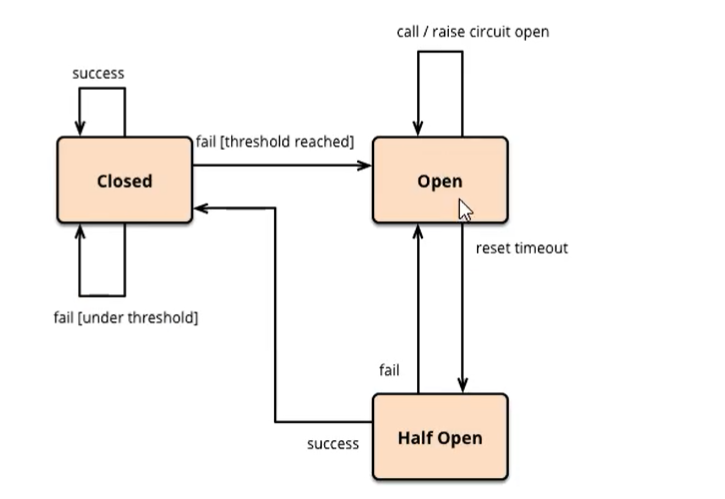 call / raise circuit open
success
fail [threshold reached]
Closed
Open
reset timeout
fail [under threshold]
fail
Half Open
success